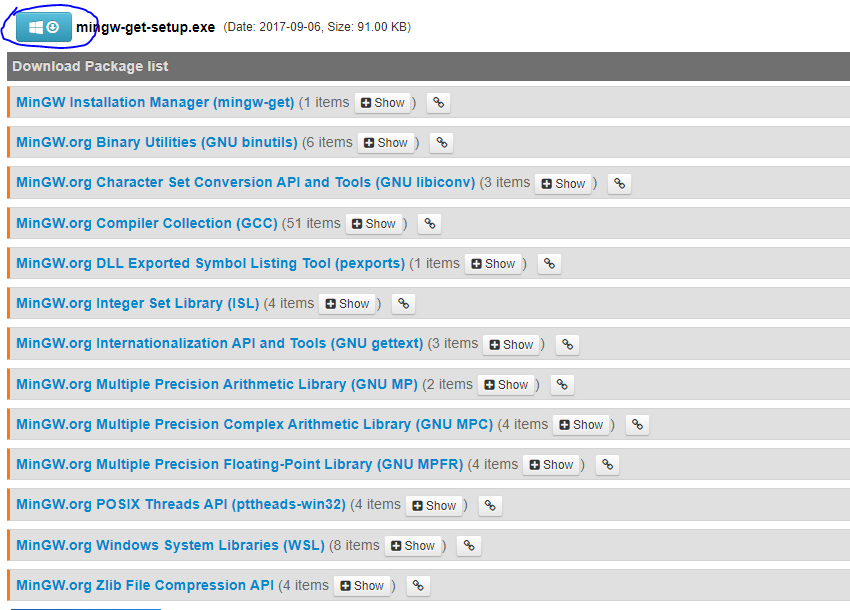 mingw-get-setup.exe (Date: 2017-09-06, Size: 91.00 KB)
Download Package list
MinGW Installation Manager (mingw-get) (1 items Show )
MinGW.org Binary Utilities (GNU binutils) (6 items Show )
MinGW.org Character Set Conversion API and Tools (GNU libiconv) (3 items Show )
MinGW.org Compiler Collection (GCC) (51 items Show )
MinGW.org DLL Exported Symbol Listing Tool (pexports) (1 items Show )
MinGW.org Integer Set Library (ISL) (4 items Show )
MinGW.org Internationalization API and Tools (GNU gettext) (3 items Show )
MinGW.org Multiple Precision Arithmetic Library (GNU MP) (2 items Show )
MinGW.org Multiple Precision Complex Arithmetic Library (GNU MPC) (4 items Show )
MinGW.org Multiple Precision Floating-Point Library (GNU MPFR) (4 items Show )
MinGW.org POSIX Threads API (pttheads-win32) (4 items Show )
MinGW.org Windows System Libraries (WSL) (8 items Show )
MinGW.org Zlib File Compression API (4 items Show )